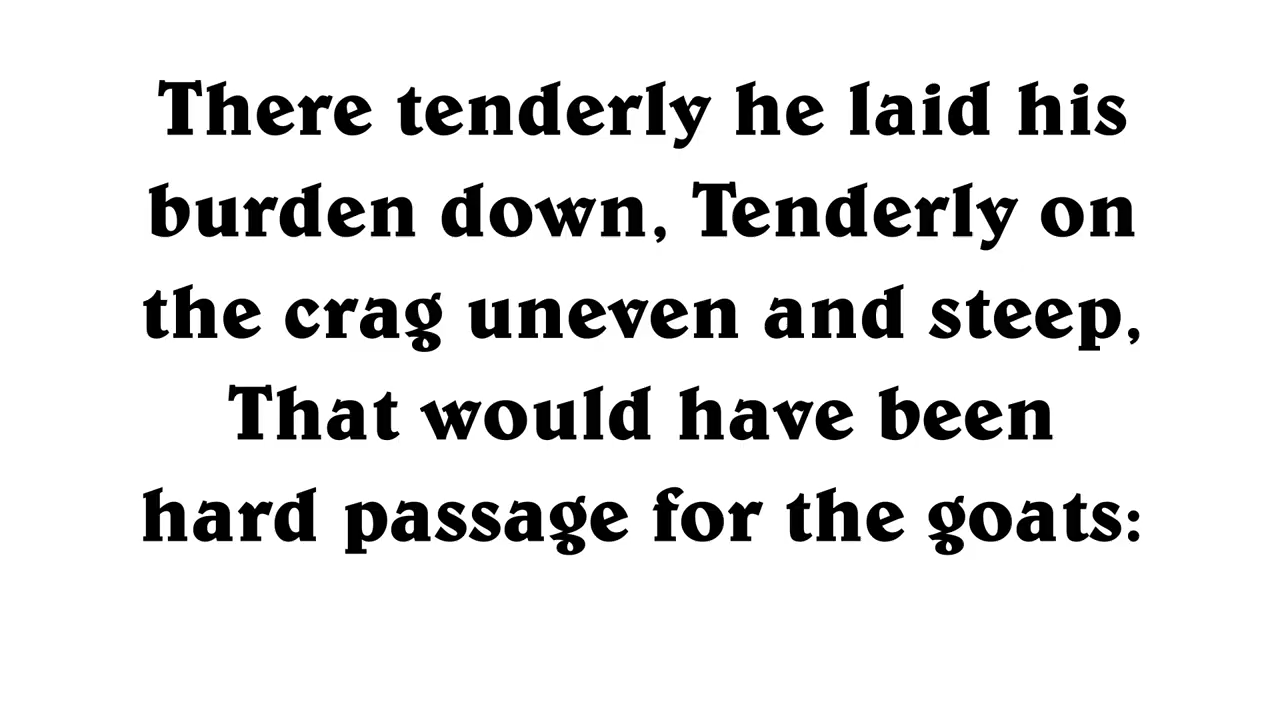 There tenderly he laid his
burden down, Tenderly on
the crag uneven and steep,
That would have been
hard passage for the goats: